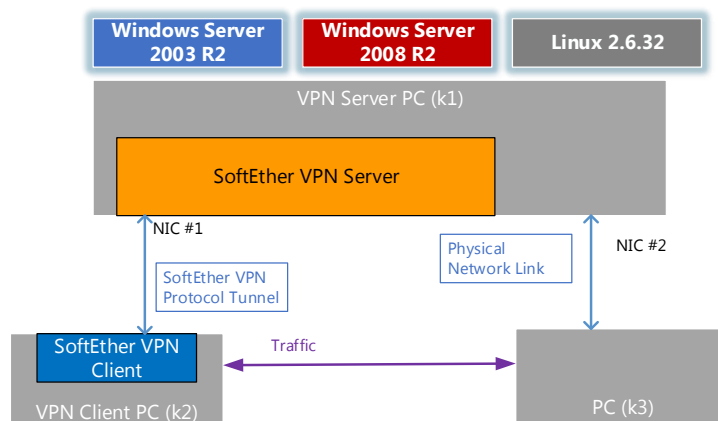 Windows Server
2003 R2
Windows Server
2008 R2
Linux 2.6.32
VPN Server PC (k1)
SoftEther VPN Server
NIC #1
NIC #2
Physical
Network Link
SoftEther VPN
Protocol Tunnel
SoftEther VPN
Client
Traffic
VPN Client PC (k2)
PC (k3)